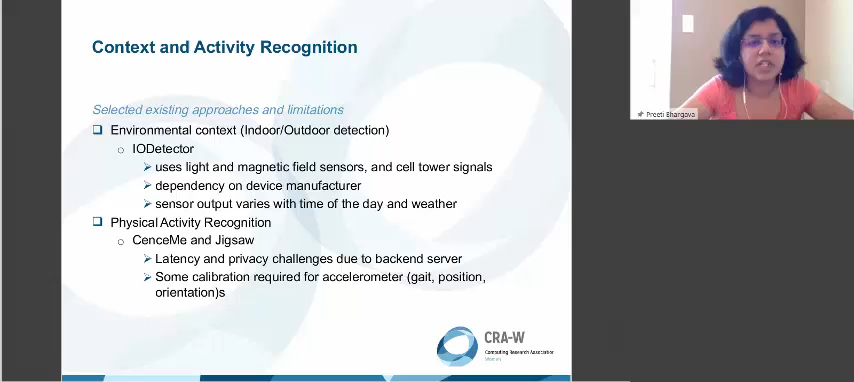 Context and Activity Recognition
Selected existing approaches and limitations
Environmental context (Indoor/Outdoor detection)
IODetector
uses light and magnetic field sensors, and cell tower signals
dependency on device manufacturer
sensor output varies with time of the day and weather
Physical Activity Recognition
CenceMe and Jigsaw
Latency and privacy challenges due to backend server
Some calibration required for accelerometer (gait, position,
orientation)s
CRA-W
Computing Research Association
Women
Preeti Bhargava